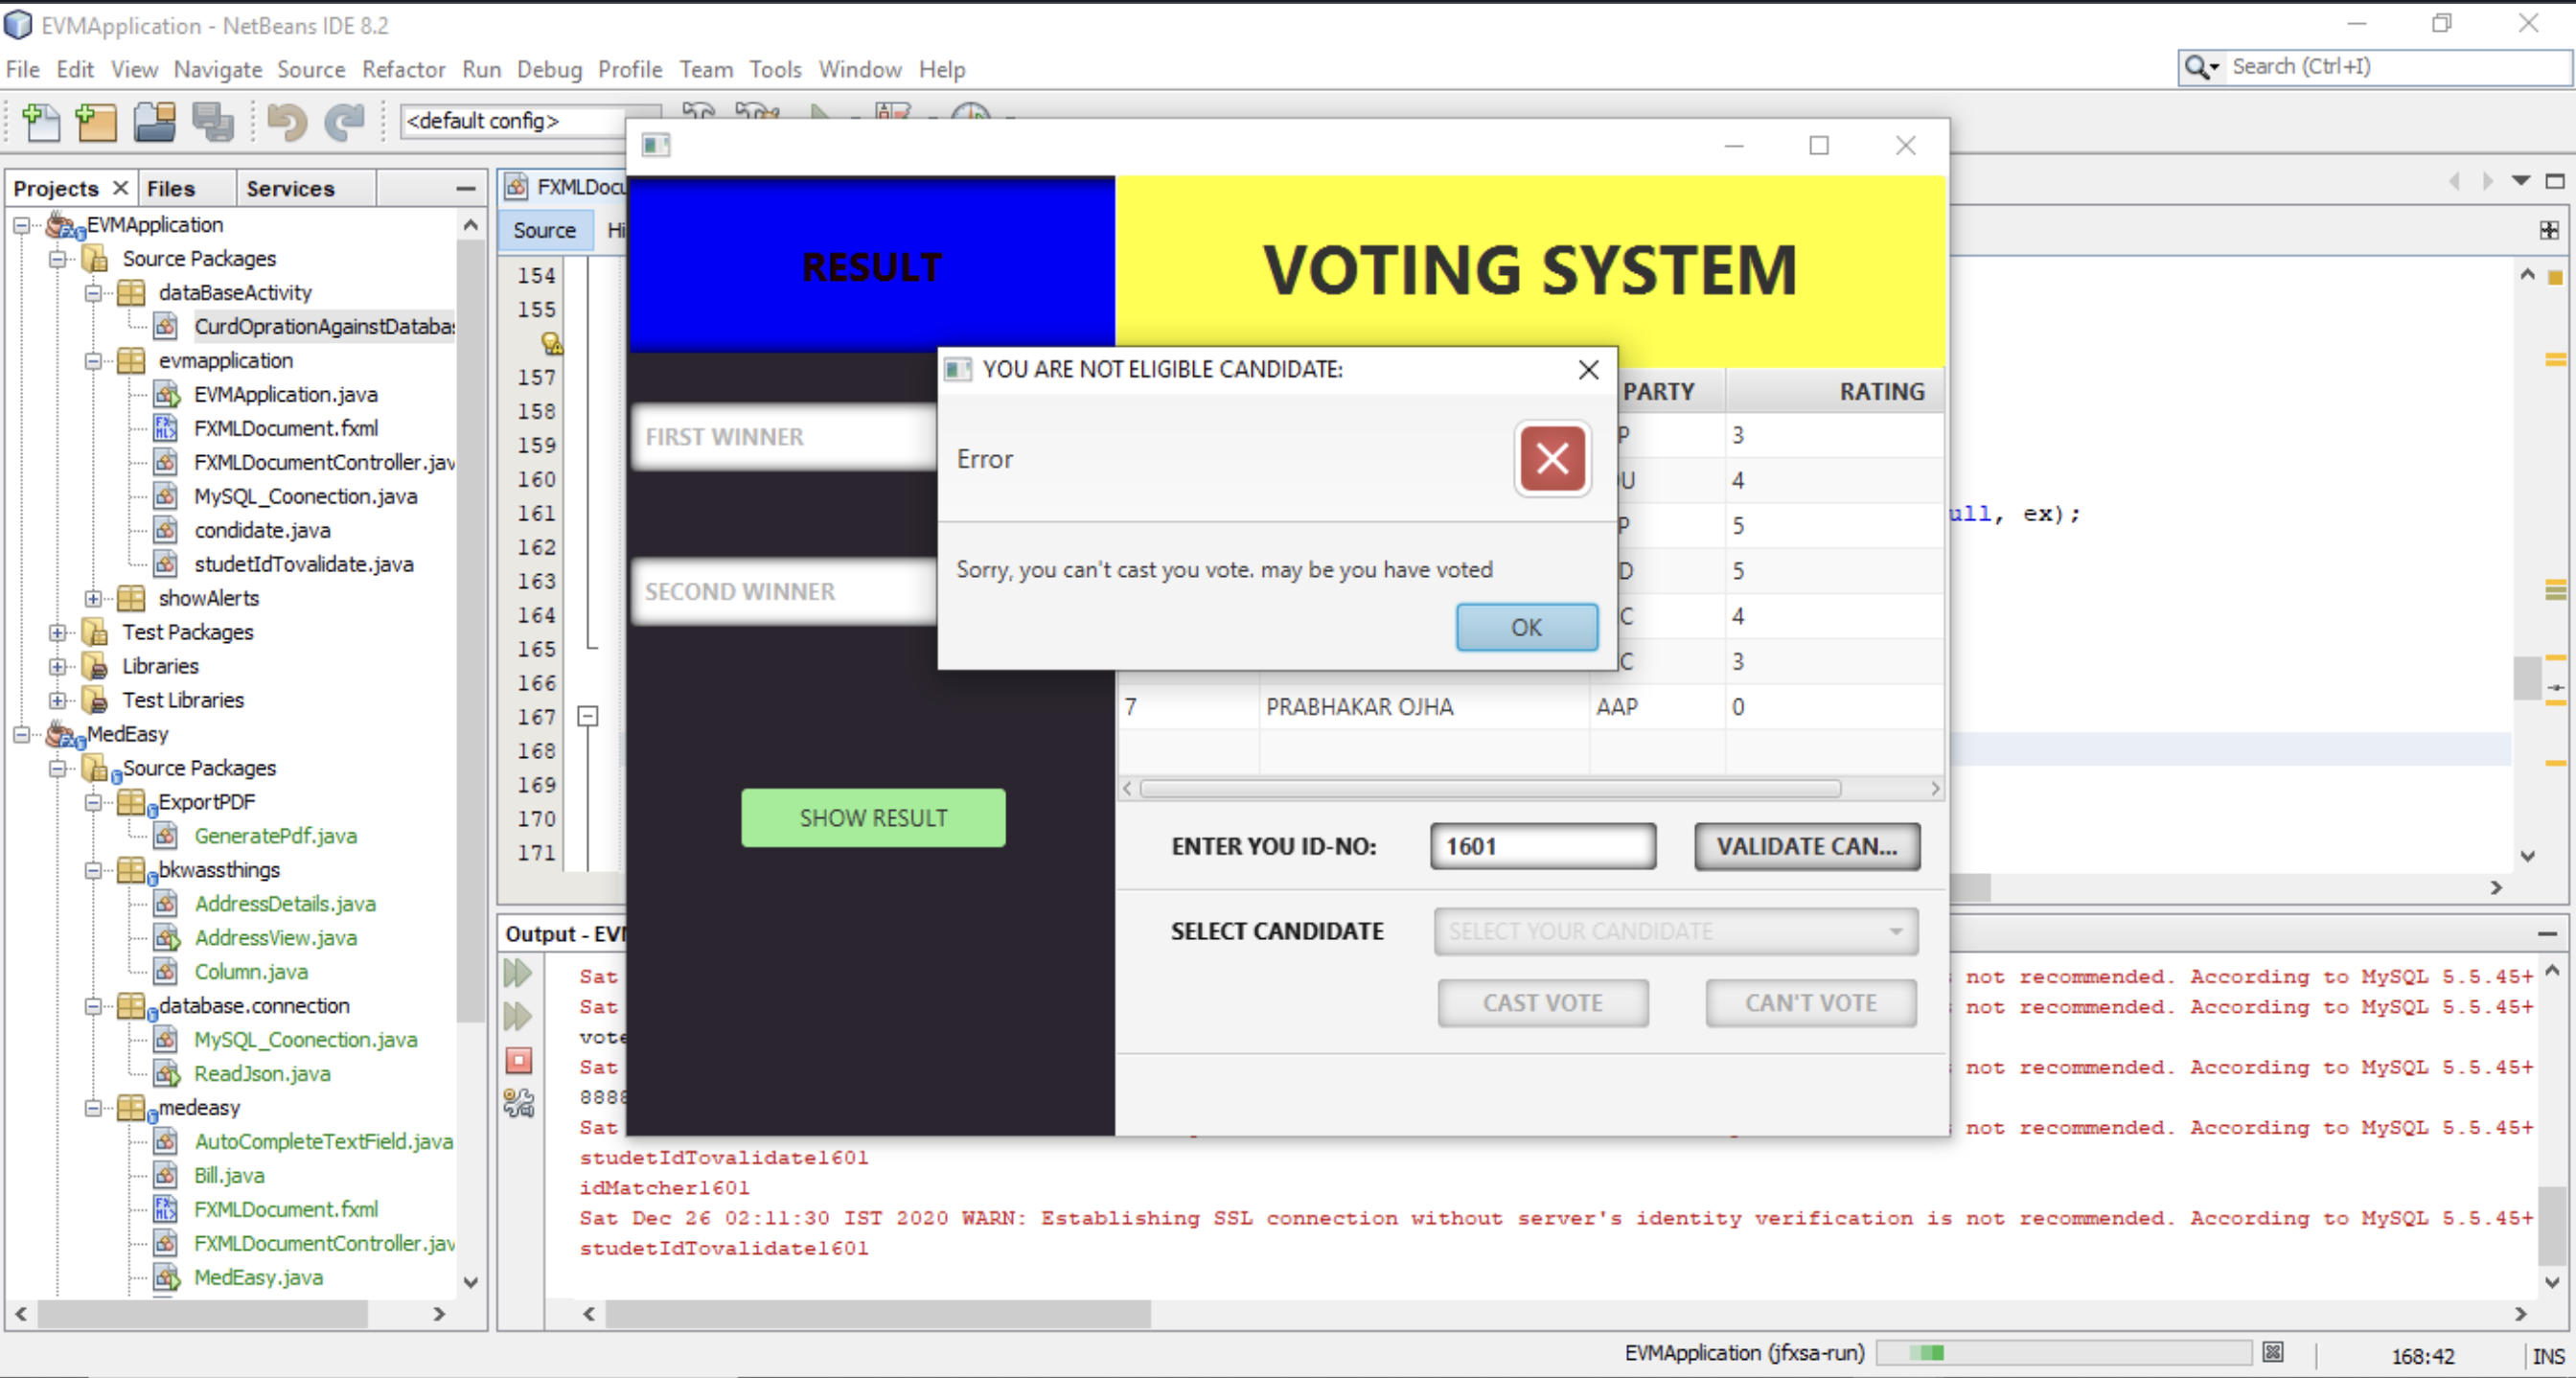 EVMApplication - NetBeans IDE 8.2
File Edit View Navigate Source Refactor Run Debug Profile Team Tools Window Help
Search (Ctrl+I)
<default config>
Projects Files Services
EVMApplication
Source Packages
dataBaseActivity
CurdOprationAgainstDataba
evmapplication
EVMApplication.java
FXMLDocument.fxml
FXMLDocumentController.jav
MySQL_Coonection.java
condidate.java
studetIdTovalidate.java
showAlerts
Test Packages
Libraries
Test Libraries
MedEasy
Source Packages
ExportPDF
GeneratePdf.java
bkwassthings
AddressDetails.java
AddressView.java
Column.java
database.connection
MySQL_Coonection.java
ReadJson.java
medeasy
AutoCompleteTextField.java
Bill.java
FXMLDocument.fxml
FXMLDocumentController.jav
MedEasy.java
FXMLDocu
Source Hi
154
155
157
158
159
160
161
162
163
164
165
166
167
168
169
170
171
ull, ex);
RESULT
VOTING SYSTEM
FIRST WINNER
SECOND WINNER
SHOW RESULT
PARTY RATING
P 3
U 4
P 5
D 5
C 4
C 3
7 PRABHAKAR OJHA AAP 0
YOU ARE NOT ELIGIBLE CANDIDATE:
Error
Sorry, you can't cast you vote. may be you have voted
OK
ENTER YOU ID-NO: 1601 VALIDATE CAN...
SELECT CANDIDATE SELECT YOUR CANDIDATE
CAST VOTE CAN'T VOTE
Output - EV
Sat not recommended. According to MySQL 5.5.45+
Sat not recommended. According to MySQL 5.5.45+
vote
Sat not recommended. According to MySQL 5.5.45+
8888
Sat not recommended. According to MySQL 5.5.45+
studetIdTovalidate1601
idMatcher1601
Sat Dec 26 02:11:30 IST 2020 WARN: Establishing SSL connection without server's identity verification is not recommended. According to MySQL 5.5.45+
studetIdTovalidate1601
EVMApplication (jfxsa-run)
168:42 INS